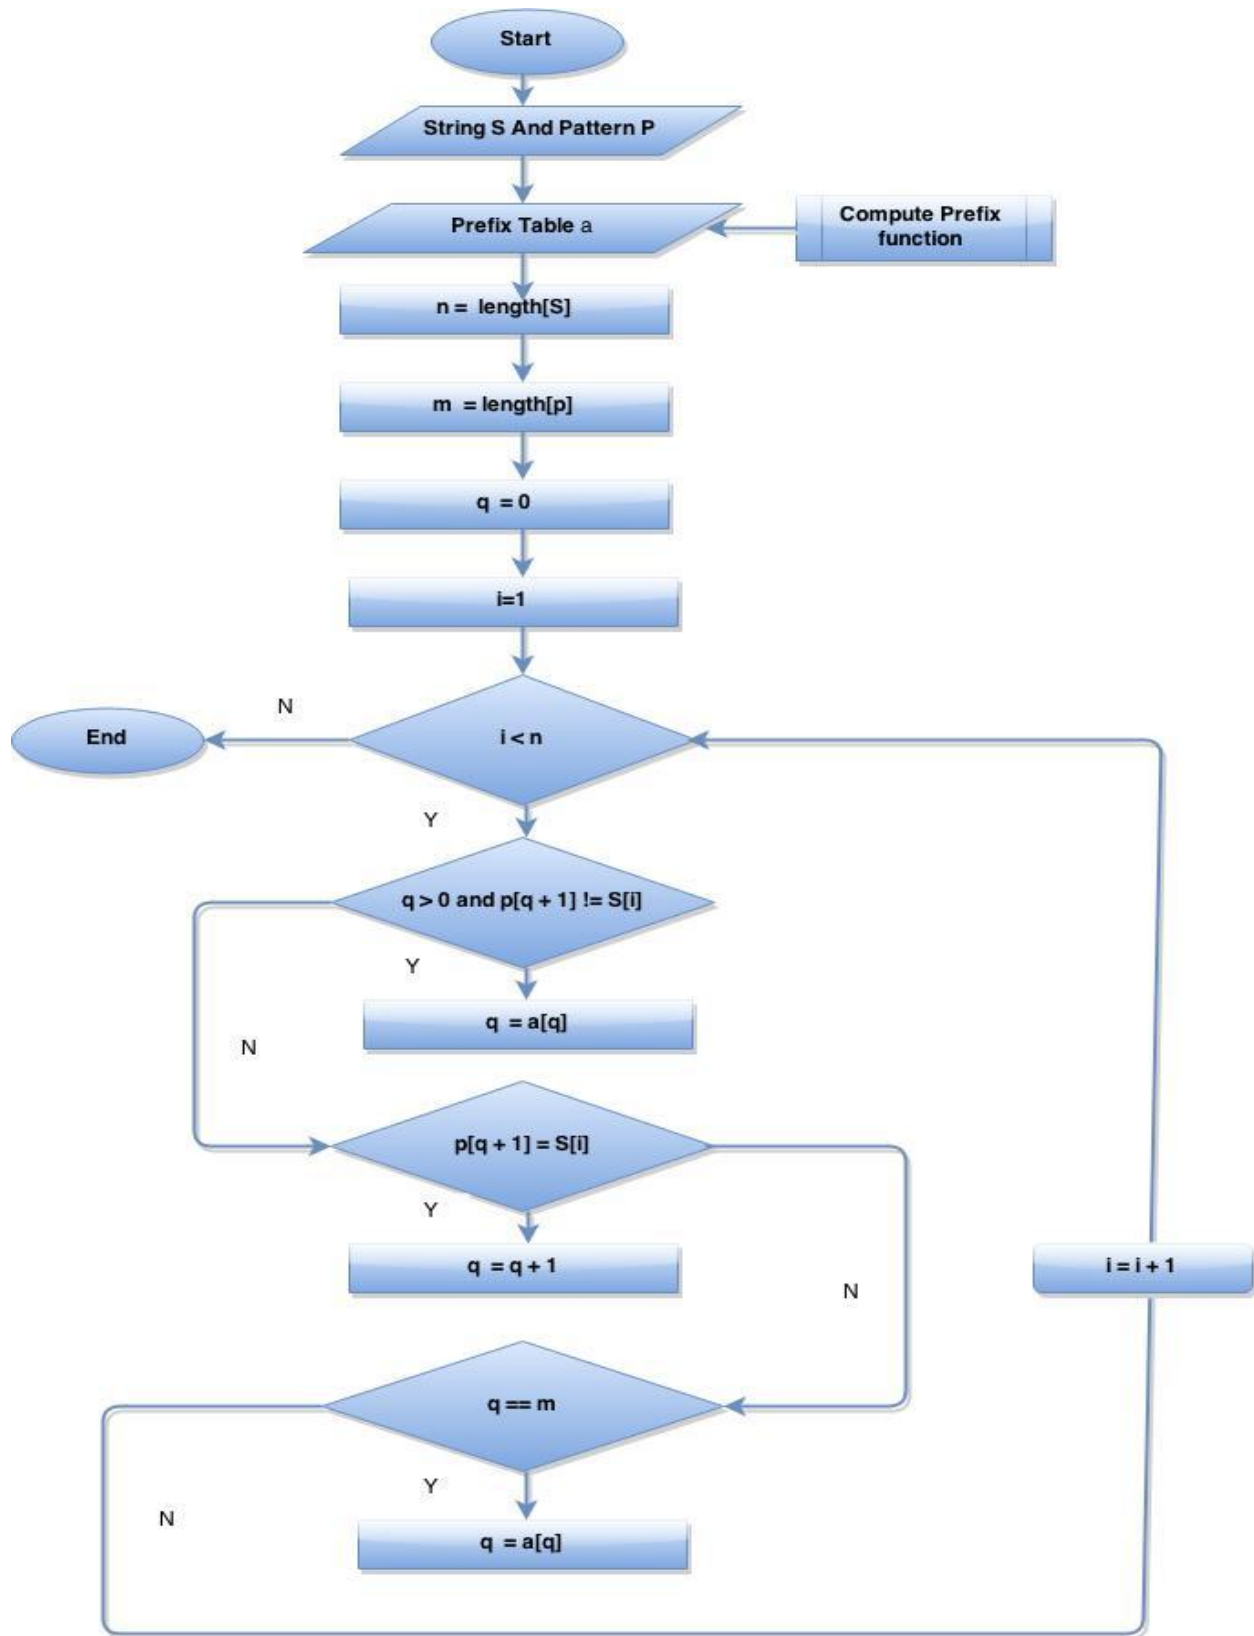 Start
String S And Pattern P
Prefix Table a
Compute Prefix
function
n = length[S]
m = length[p]
q = 0
i=1
N
End
i < n
Y
q > 0 and p[q + 1] != S[i]
Y
q = a[q]
N
p[q + 1] = S[i]
Y
q = q + 1
i = i + 1
N
q == m
Y
N
q = a[q]